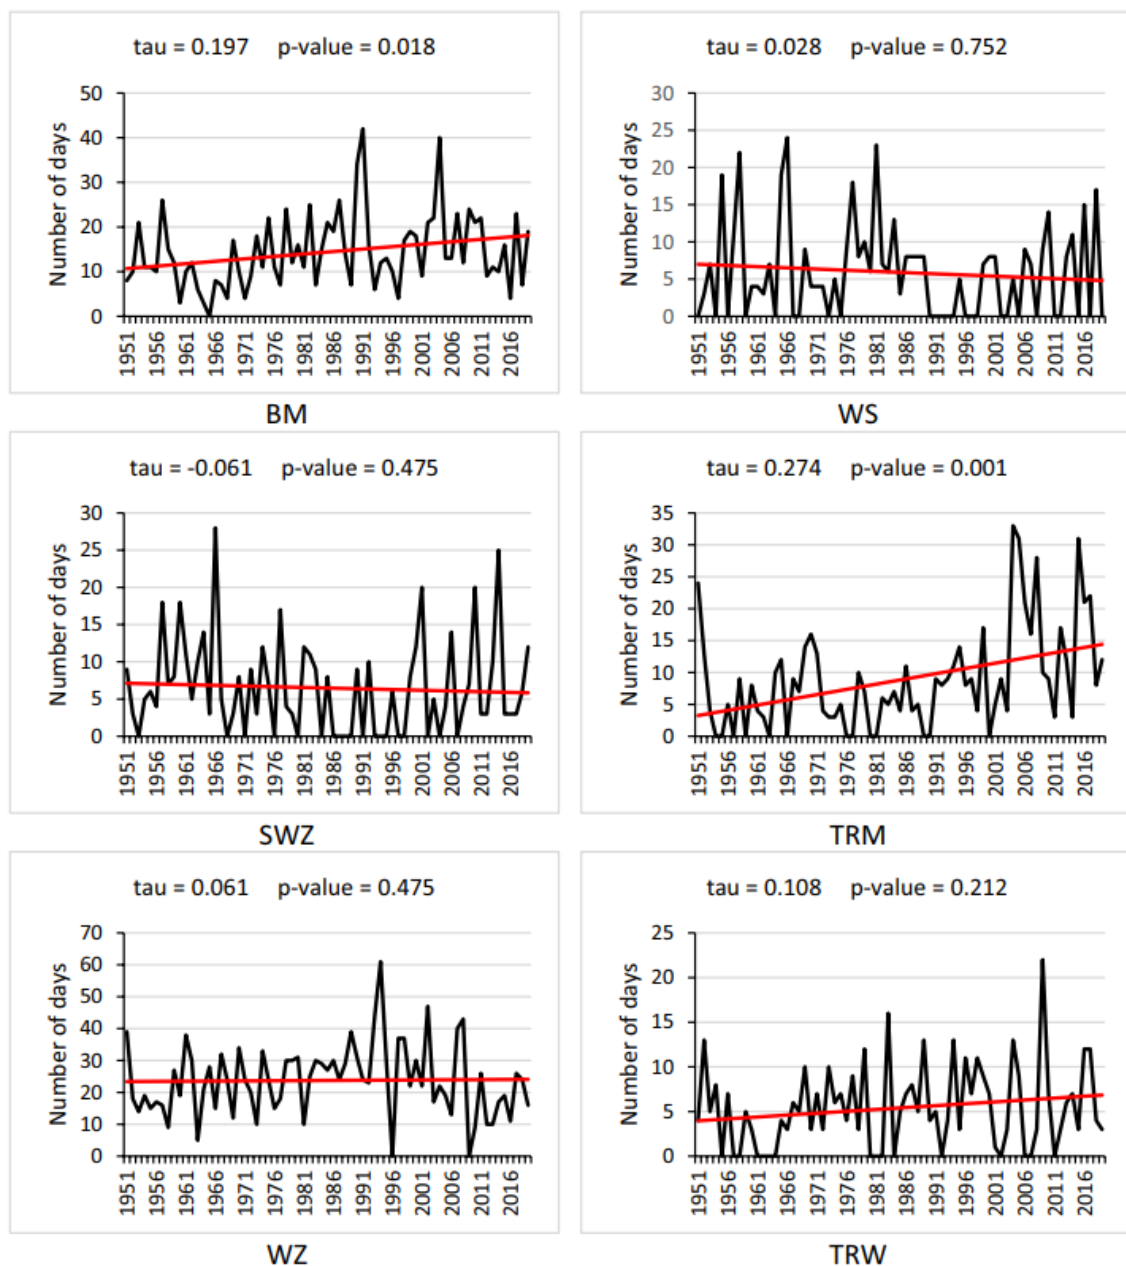 tau = 0.197 p-value = 0.018
Number of days
50
40
30
20
10
0
1951 1956 1961 1966 1971 1976 1981 1986 1991 1996 2001 2006 2011 2016
BM
tau = 0.028 p-value = 0.752
Number of days
30
25
20
15
10
5
0
1951 1956 1961 1966 1971 1976 1981 1986 1991 1996 2001 2006 2011 2016
WS
tau = -0.061 p-value = 0.475
Number of days
30
25
20
15
10
5
0
1951 1956 1961 1966 1971 1976 1981 1986 1991 1996 2001 2006 2011 2016
SWZ
tau = 0.274 p-value = 0.001
Number of days
35
30
25
20
15
10
5
0
1951 1956 1961 1966 1971 1976 1981 1986 1991 1996 2001 2006 2011 2016
TRM
tau = 0.061 p-value = 0.475
Number of days
70
60
50
40
30
20
10
0
1951 1956 1961 1966 1971 1976 1981 1986 1991 1996 2001 2006 2011 2016
WZ
tau = 0.108 p-value = 0.212
Number of days
25
20
15
10
5
0
1951 1956 1961 1966 1971 1976 1981 1986 1991 1996 2001 2006 2011 2016
TRW